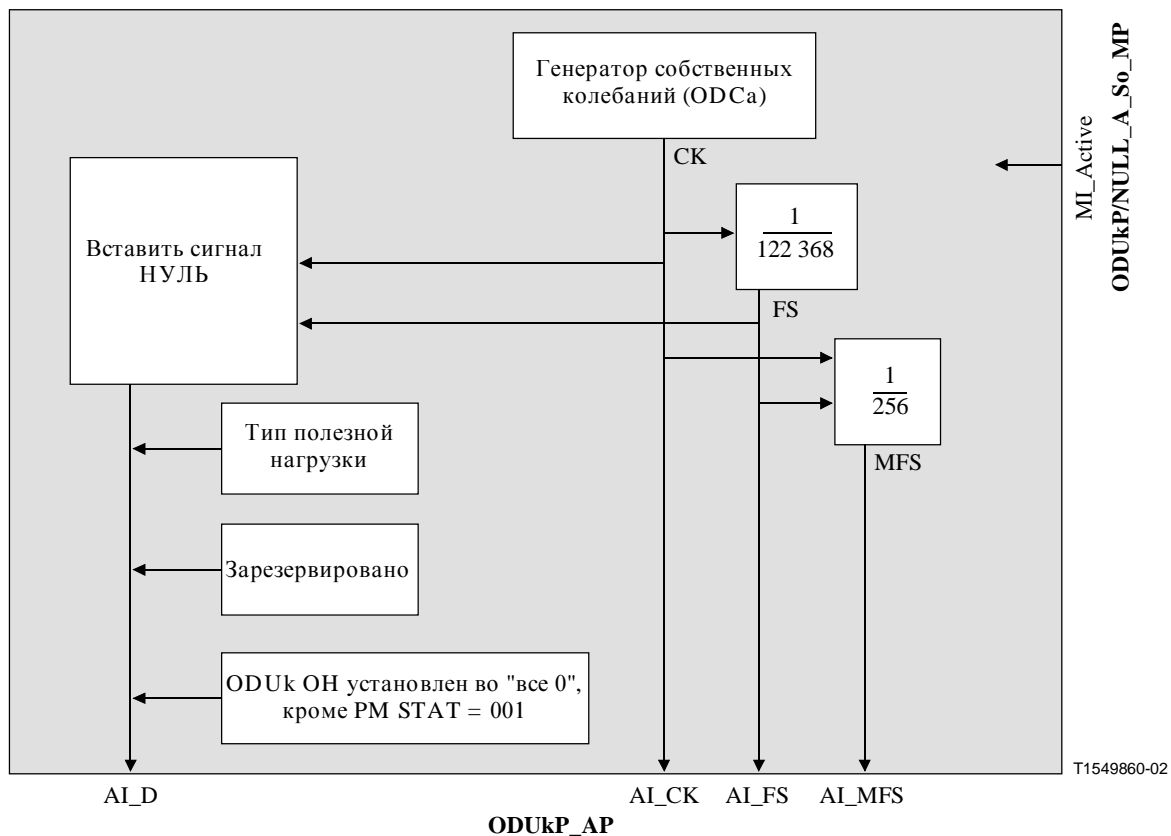 Генератор собственных
колебаний (ODCa)
CK
MI_Active
ODUkP/NULL_A_So_MP
1
122 368
Вставить сигнал
НУЛЬ
FS
1
256
Тип полезной
нагрузки
MFS
Зарезервировано
ODUk OH установлен во "все 0",
кроме PM STAT = 001
T1549860-02
AI_D
AI_CK
AI_FS
AI_MFS
ODUkP_AP